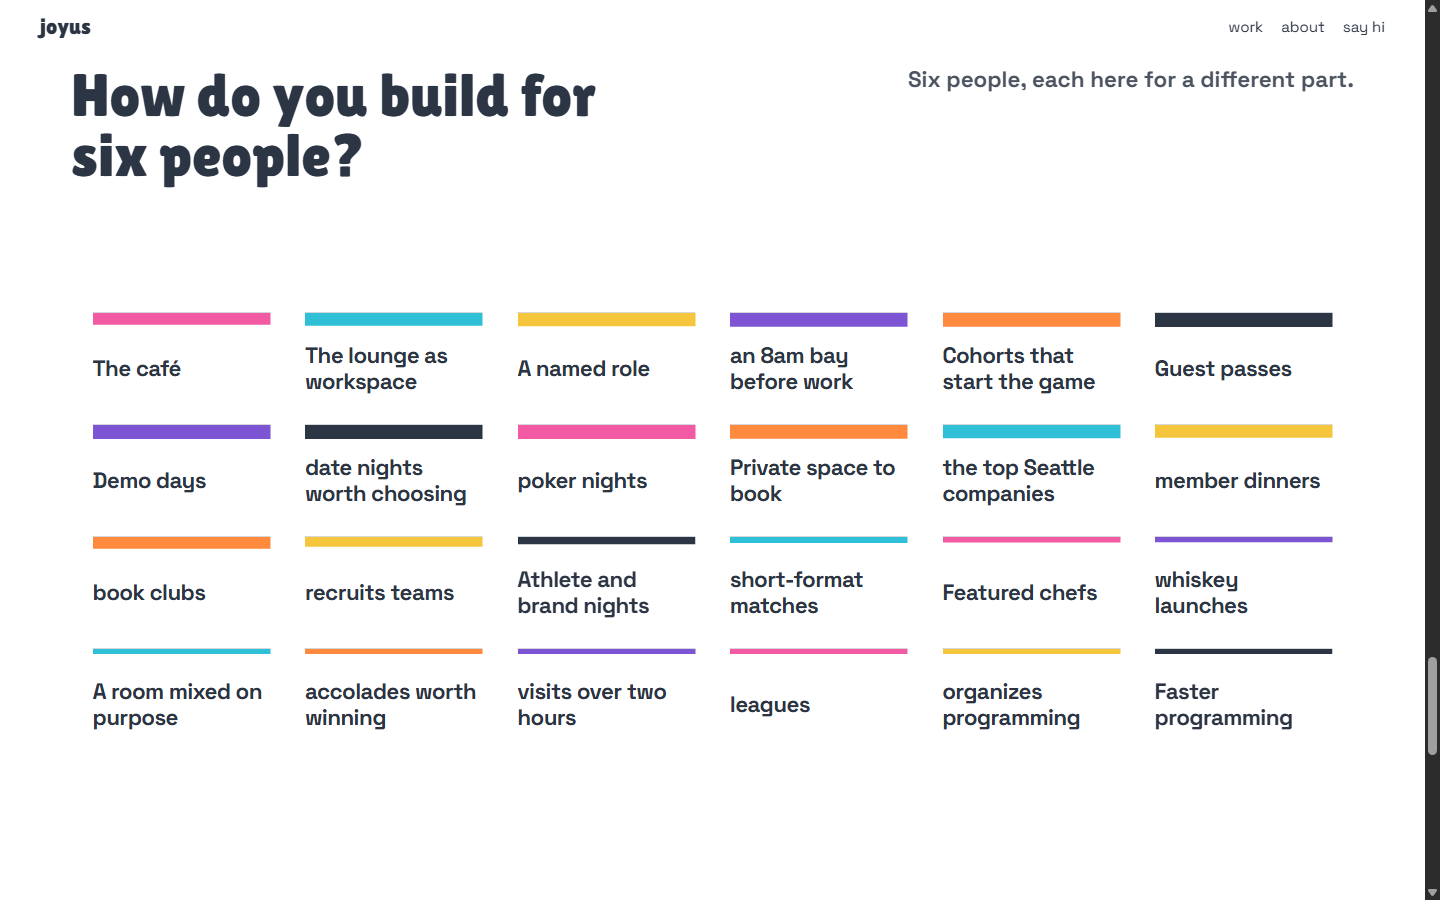 joyus
work about say hi
How do you build for
six people?
Six people, each here for a different part.
The café
The lounge as
workspace
A named role
an 8am bay
before work
Cohorts that
start the game
Guest passes
Demo days
date nights
worth choosing
poker nights
Private space to
book
the top Seattle
companies
member dinners
book clubs
recruits teams
Athlete and
brand nights
short-format
matches
Featured chefs
whiskey
launches
A room mixed on
purpose
accolades worth
winning
visits over two
hours
leagues
organizes
programming
Faster
programming